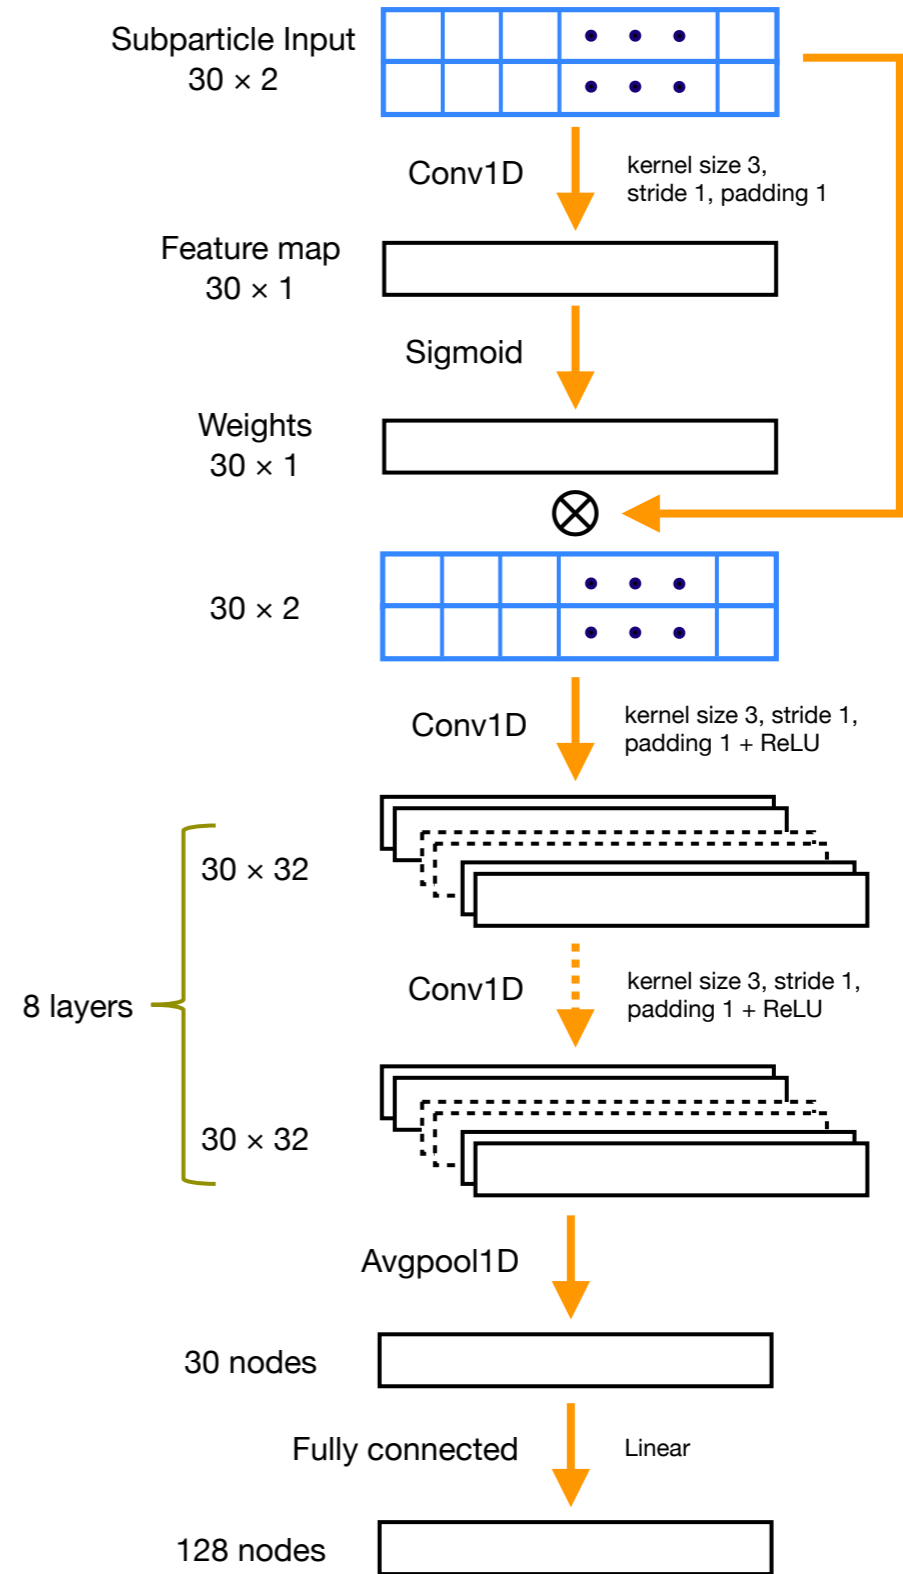 Subparticle Input
30 × 2
Conv1D
kernel size 3,
stride 1, padding 1
Feature map
30 × 1
Sigmoid
Weights
30 × 1
30 × 2
Conv1D
kernel size 3, stride 1,
padding 1 + ReLU
30 × 32
8 layers
Conv1D
kernel size 3, stride 1,
padding 1 + ReLU
30 × 32
Avgpool1D
30 nodes
Fully connected
Linear
128 nodes